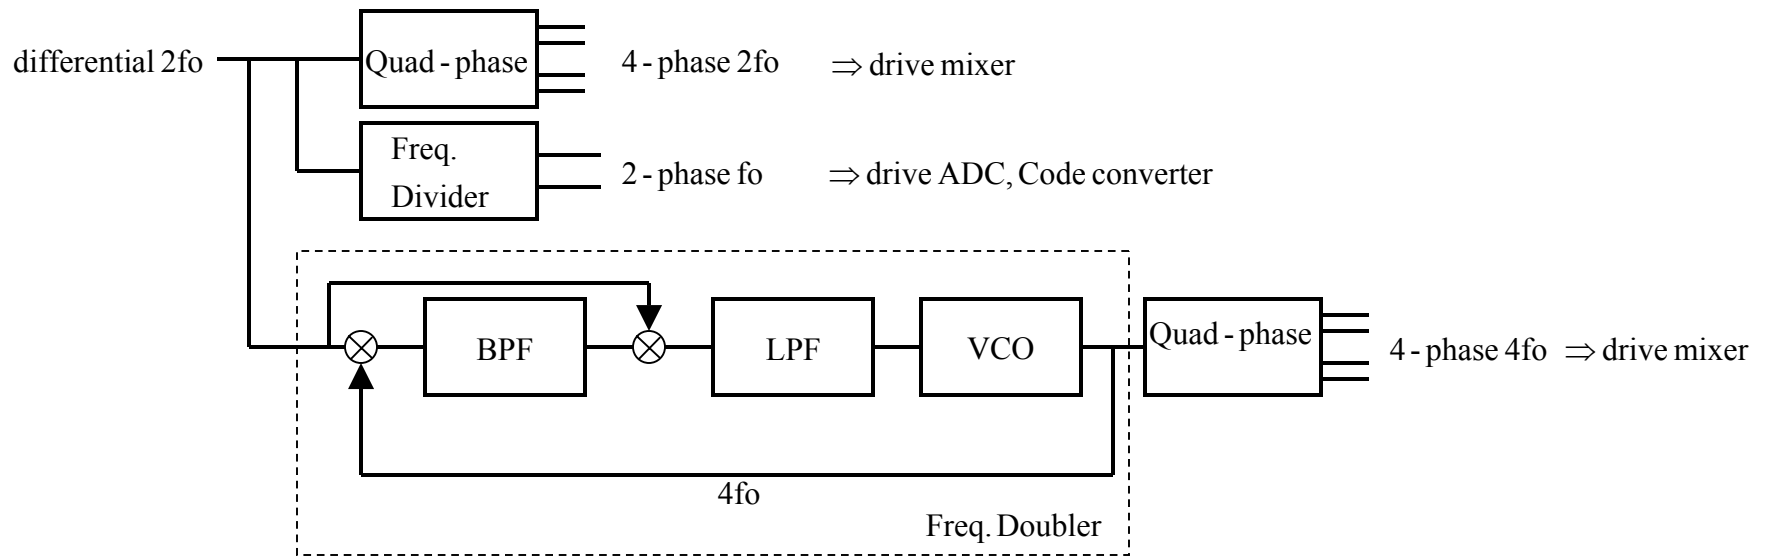 differential 2fo
Quad - phase
4 - phase 2fo ⇒ drive mixer
Freq.
Divider
2 - phase fo ⇒ drive ADC, Code converter
BPF
LPF
VCO
Quad - phase
4 - phase 4fo ⇒ drive mixer
4fo
Freq. Doubler